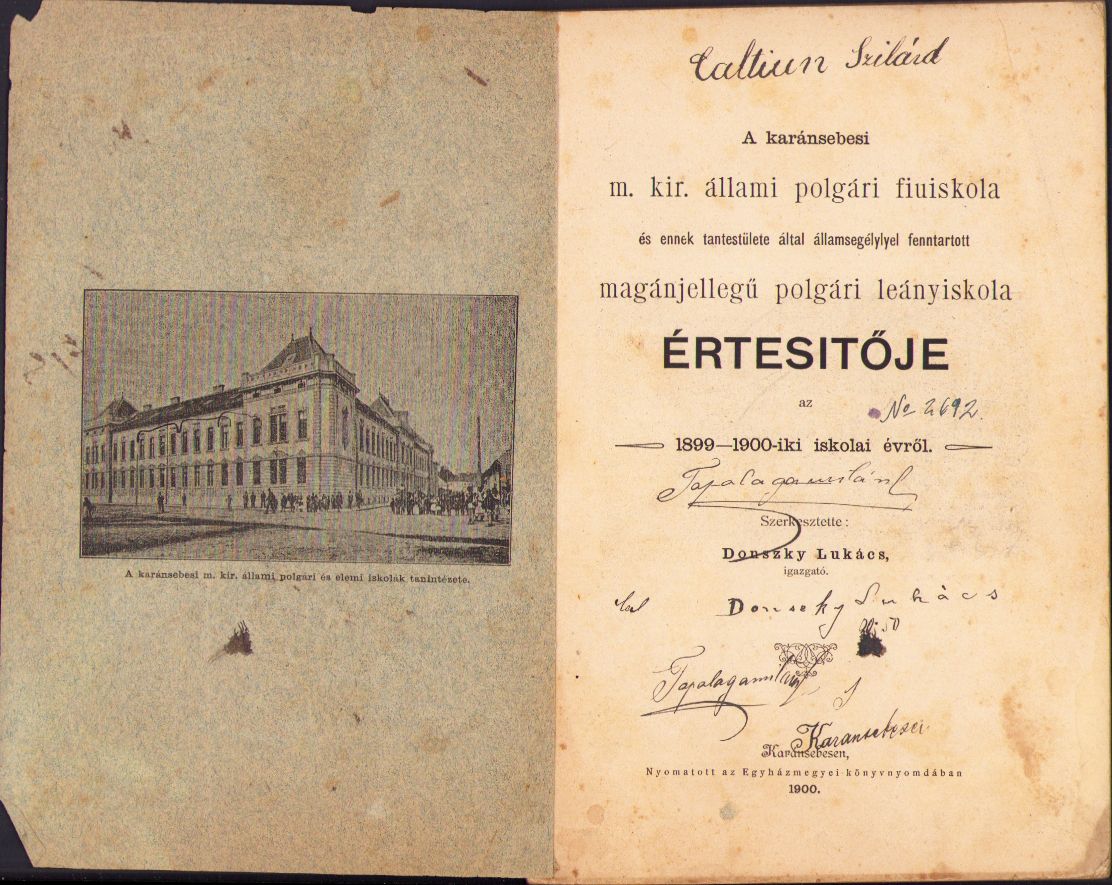 A karánsebesi m. kir. állami polgári és elemi iskolák tanintézete.
Szilárd
A karánsebesi
m. kir. állami polgári fiuiskola
és ennek tantestülete által államsegélylyel fenntartott
magánjellegű polgári leányiskola
ÉRTESITŐJE
az
No 2692.
1899—1900-iki iskolai évről.
Szerkesztette:
Donszky Lukács,
igazgató.
Donszky Lukács
Karansebesei
Karánsebesen,
Nyomatott az Egyházmegyei könyvnyomdában
1900.